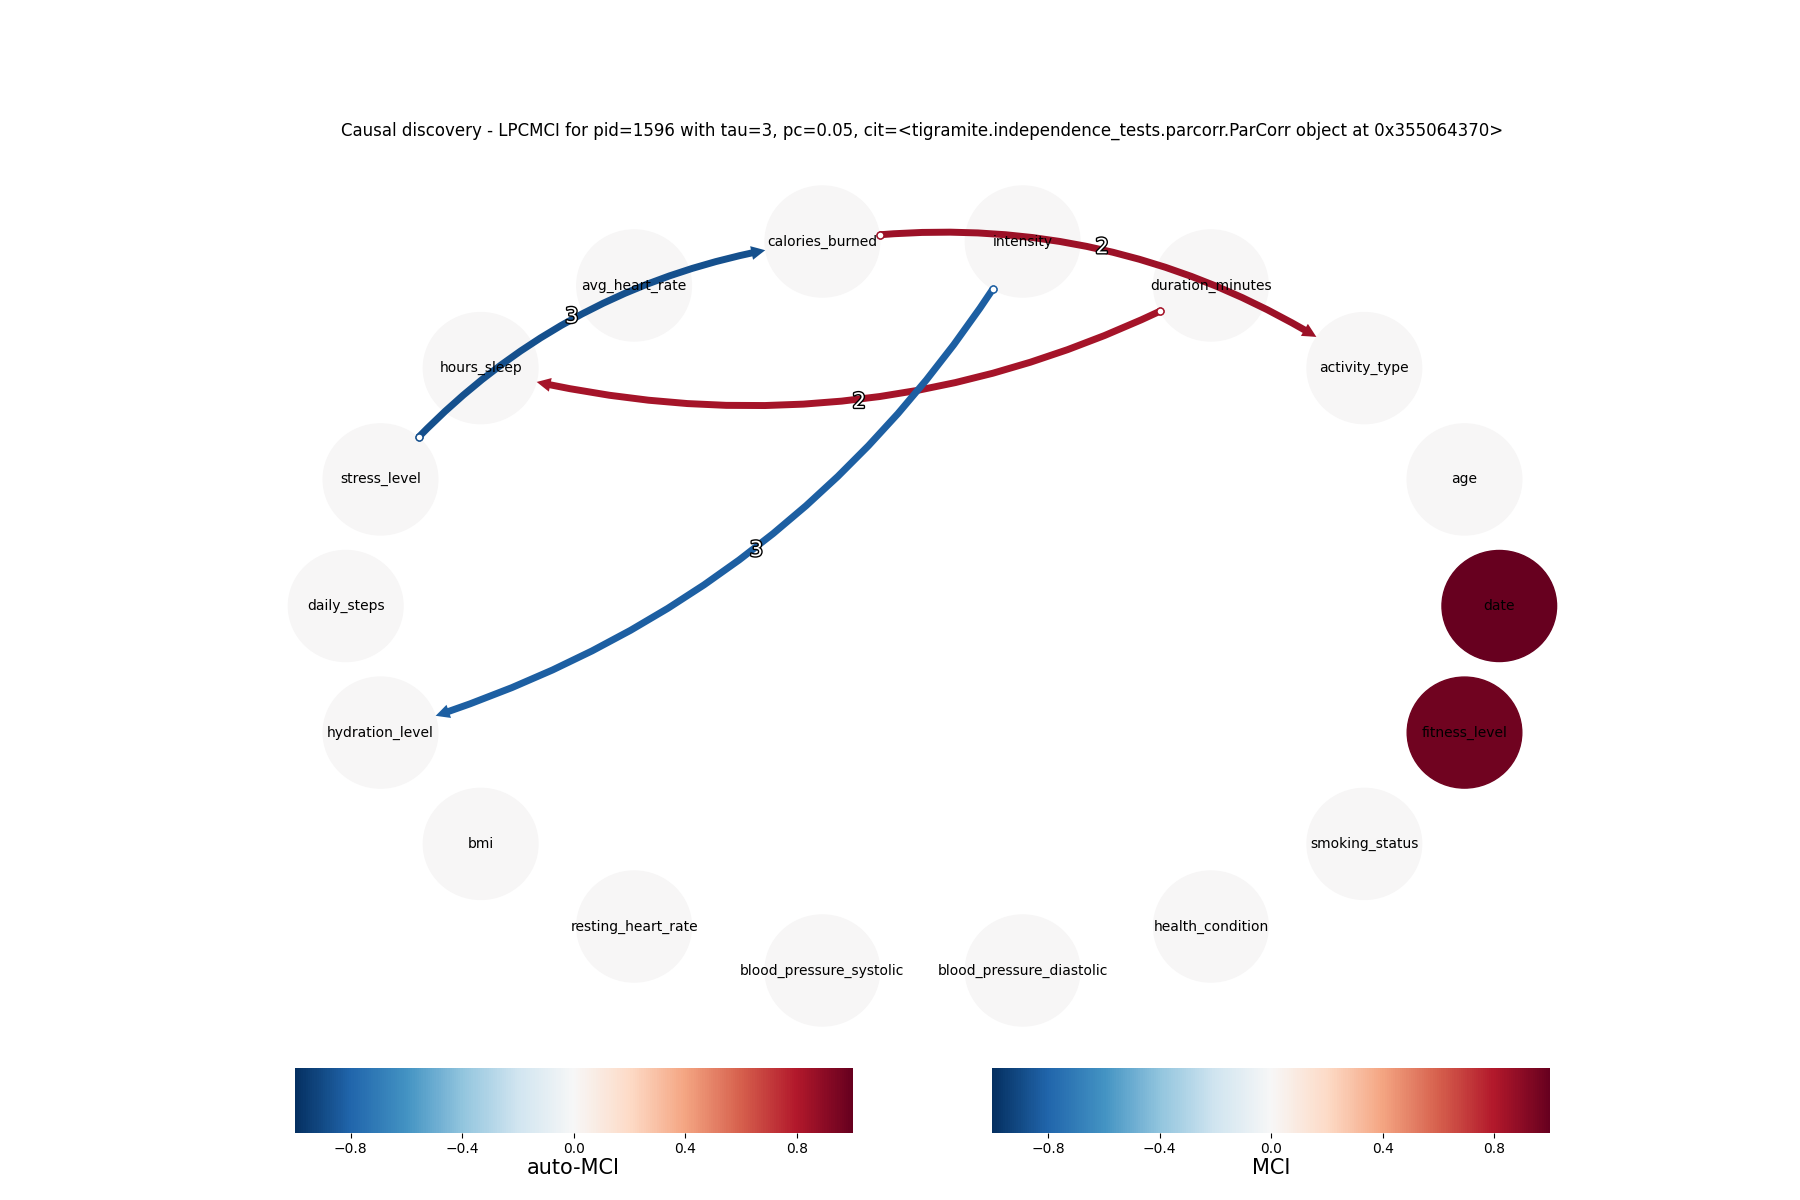 Causal discovery - LPCMCI for pid=1596 with tau=3, pc=0.05, cit=<tigramite.independence_tests.parcorr.ParCorr object at 0x355064370>
calories_burned
intensity
2
avg_heart_rate
duration_minutes
3
hours_sleep
activity_type
2
stress_level
age
3
daily_steps
date
hydration_level
fitness_level
bmi
smoking_status
resting_heart_rate
health_condition
blood_pressure_systolic
blood_pressure_diastolic
−0.8 −0.4 0.0 0.4 0.8
auto-MCI
−0.8 −0.4 0.0 0.4 0.8
MCI